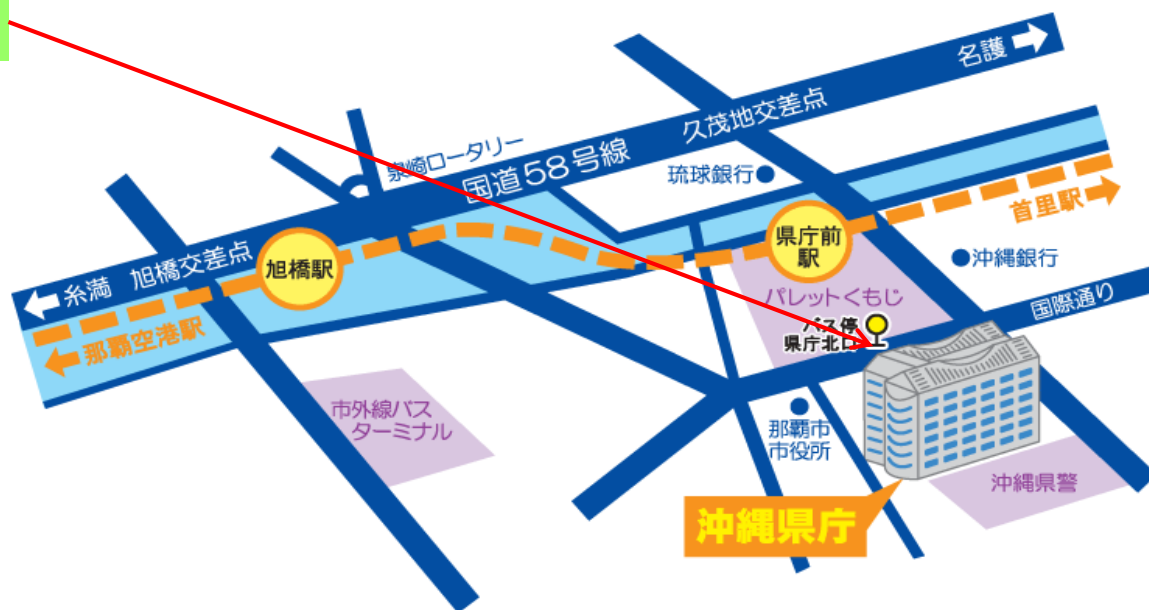 名護
久茂地交差点
泉崎ロータリー
国道58号線
琉球銀行
首里駅
県庁前
駅
旭橋駅
沖縄銀行
糸満 旭橋交差点
パレットくもじ
国際通り
バス停
県庁北口
那覇空港駅
市外線バス
ターミナル
那覇市
市役所
沖縄県警
沖縄県庁